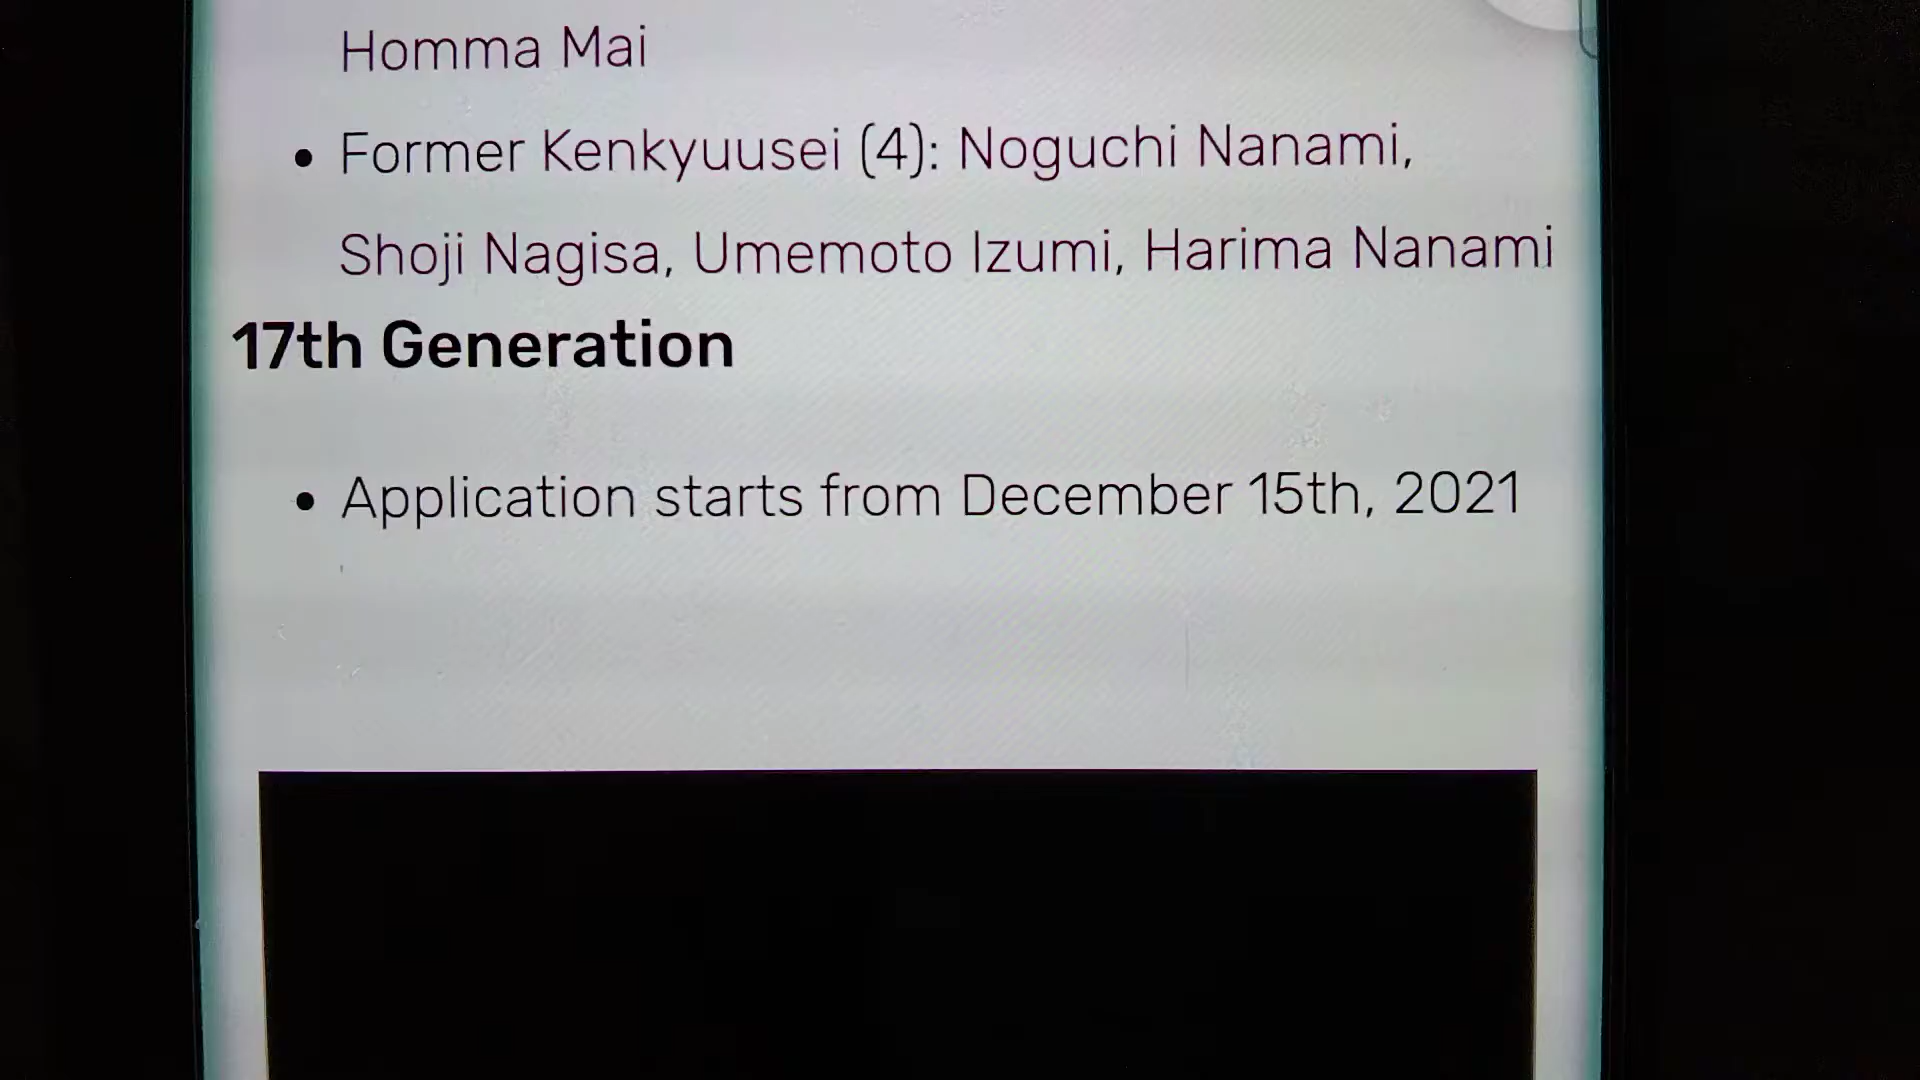 Homma Mai
• Former Kenkyuusei (4): Noguchi Nanami,
Shoji Nagisa, Umemoto Izumi, Harima Nanami
17th Generation
• Application starts from December 15th, 2021